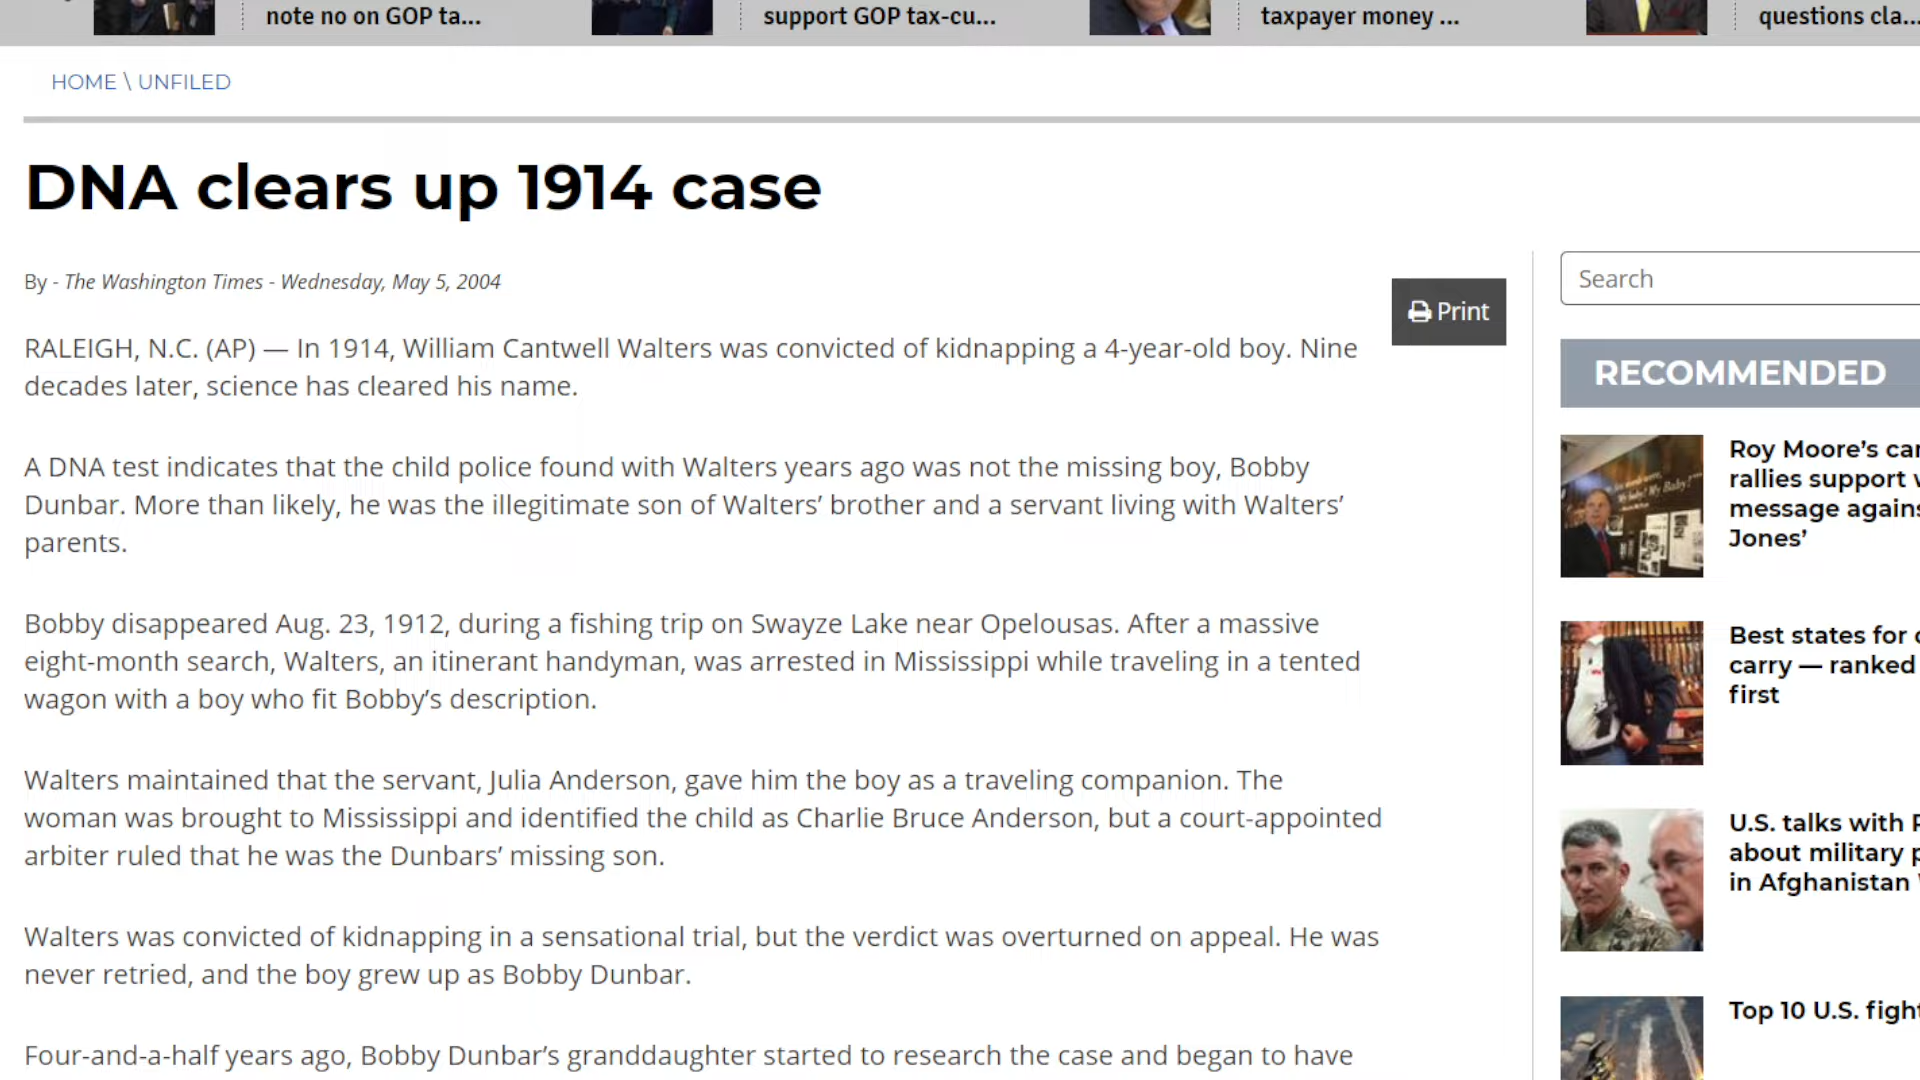 note no on GOP ta...
support GOP tax-cu...
taxpayer money ...
questions cla...
HOME \ UNFILED
DNA clears up 1914 case
By - The Washington Times - Wednesday, May 5, 2004
Print
RALEIGH, N.C. (AP) — In 1914, William Cantwell Walters was convicted of kidnapping a 4-year-old boy. Nine
decades later, science has cleared his name.
A DNA test indicates that the child police found with Walters years ago was not the missing boy, Bobby
Dunbar. More than likely, he was the illegitimate son of Walters’ brother and a servant living with Walters’
parents.
Bobby disappeared Aug. 23, 1912, during a fishing trip on Swayze Lake near Opelousas. After a massive
eight-month search, Walters, an itinerant handyman, was arrested in Mississippi while traveling in a tented
wagon with a boy who fit Bobby’s description.
Walters maintained that the servant, Julia Anderson, gave him the boy as a traveling companion. The
woman was brought to Mississippi and identified the child as Charlie Bruce Anderson, but a court-appointed
arbiter ruled that he was the Dunbars’ missing son.
Walters was convicted of kidnapping in a sensational trial, but the verdict was overturned on appeal. He was
never retried, and the boy grew up as Bobby Dunbar.
Four-and-a-half years ago, Bobby Dunbar’s granddaughter started to research the case and began to have
Search
RECOMMENDED
Roy Moore’s
rallies support
message
Jones’
Best states for
carry — ranked
first
U.S. talks with
about military
in Afghanistan
Top 10 U.S.